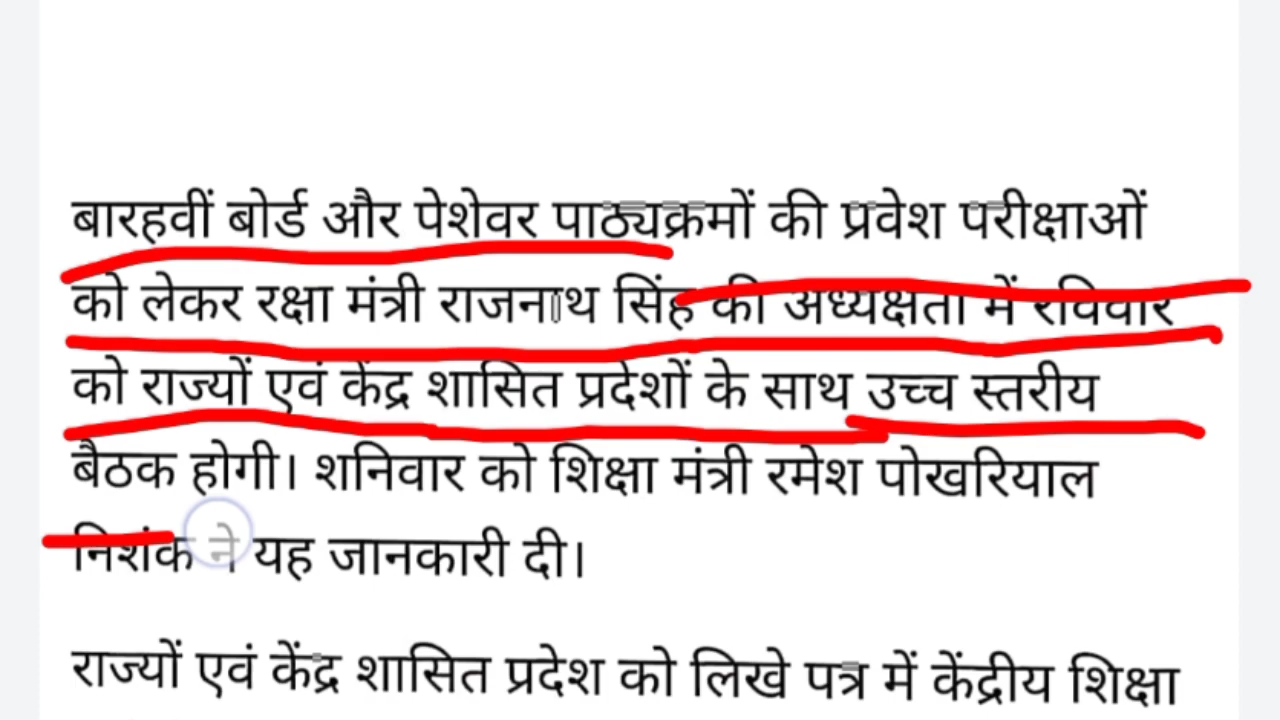 बारहवीं बोर्ड और पेशेवर पाठ्यक्रमों की प्रवेश परीक्षाओं
को लेकर रक्षा मंत्री राजनाथ सिंह की अध्यक्षता में रविवार
को राज्यों एवं केंद्र शासित प्रदेशों के साथ उच्च स्तरीय
बैठक होगी। शनिवार को शिक्षा मंत्री रमेश पोखरियाल
निशंक ने यह जानकारी दी।
राज्यों एवं केंद्र शासित प्रदेश को लिखे पत्र में केंद्रीय शिक्षा